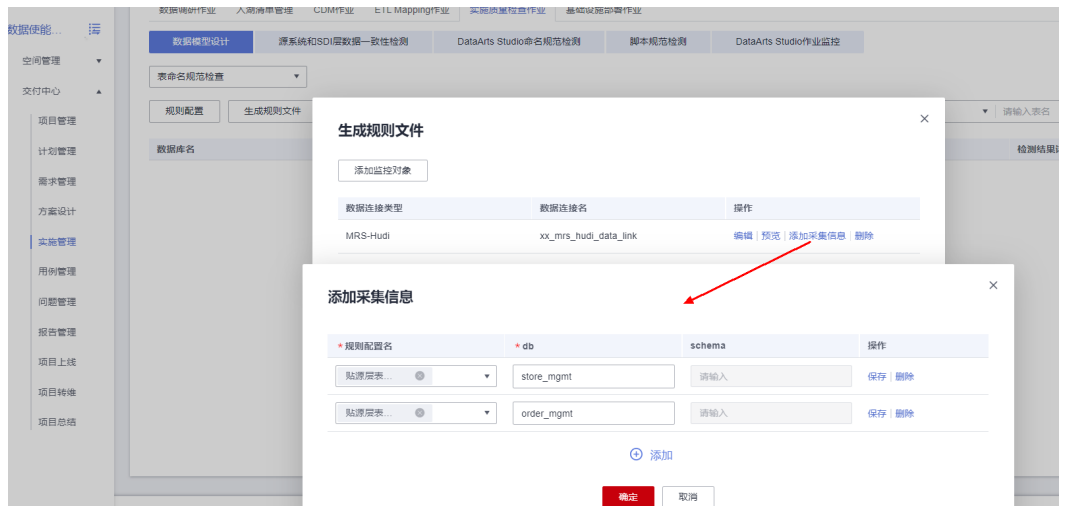 数据调研作业 入湖清单管理 CDM作业 ETL Mapping作业 实施质量检查作业 基础设施部署作业
数据使能...
数据模型设计 源系统和SDI层数据一致性检测 DataArts Studio命名规范检测 脚本规范检测 DataArts Studio作业监控
空间管理
表命名规范检查
交付中心
规则配置 生成规则文件 请输入表名
项目管理
生成规则文件
数据库名 检测结果
计划管理
添加监控对象
需求管理
数据连接类型 数据连接名 操作
方案设计
MRS-Hudi xx_mrs_hudi_data_link 编辑 预览 添加采集信息 删除
实施管理
用例管理
添加采集信息
问题管理
报告管理
*规则配置名 *db schema 操作
项目上线
贴源层表... store_mgmt 请输入 保存 删除
项目转维
贴源层表... order_mgmt 请输入 保存 删除
项目总结
添加
确定 取消